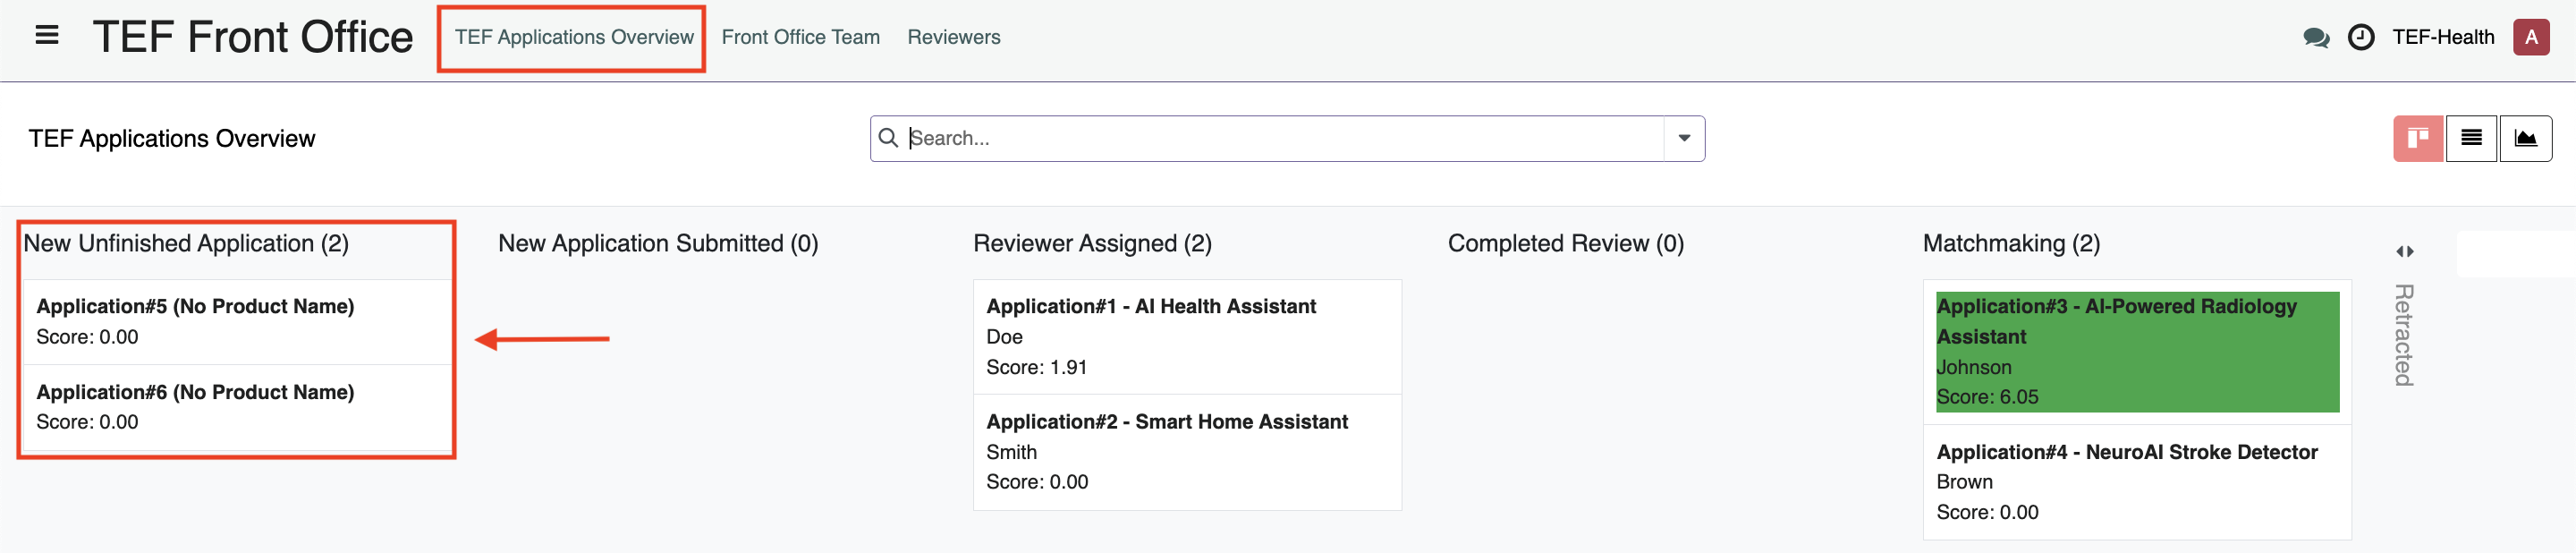 TEF Front Office
TEF Applications Overview
Front Office Team
Reviewers
TEF-Health
A
TEF Applications Overview
Search...
New Unfinished Application (2)
Application#5 (No Product Name)
Score: 0.00
Application#6 (No Product Name)
Score: 0.00
New Application Submitted (0)
Reviewer Assigned (2)
Application#1 - AI Health Assistant
Doe
Score: 1.91
Application#2 - Smart Home Assistant
Smith
Score: 0.00
Completed Review (0)
Matchmaking (2)
Application#3 - AI-Powered Radiology
Assistant
Johnson
Score: 6.05
Application#4 - NeuroAI Stroke Detector
Brown
Score: 0.00
Retracted